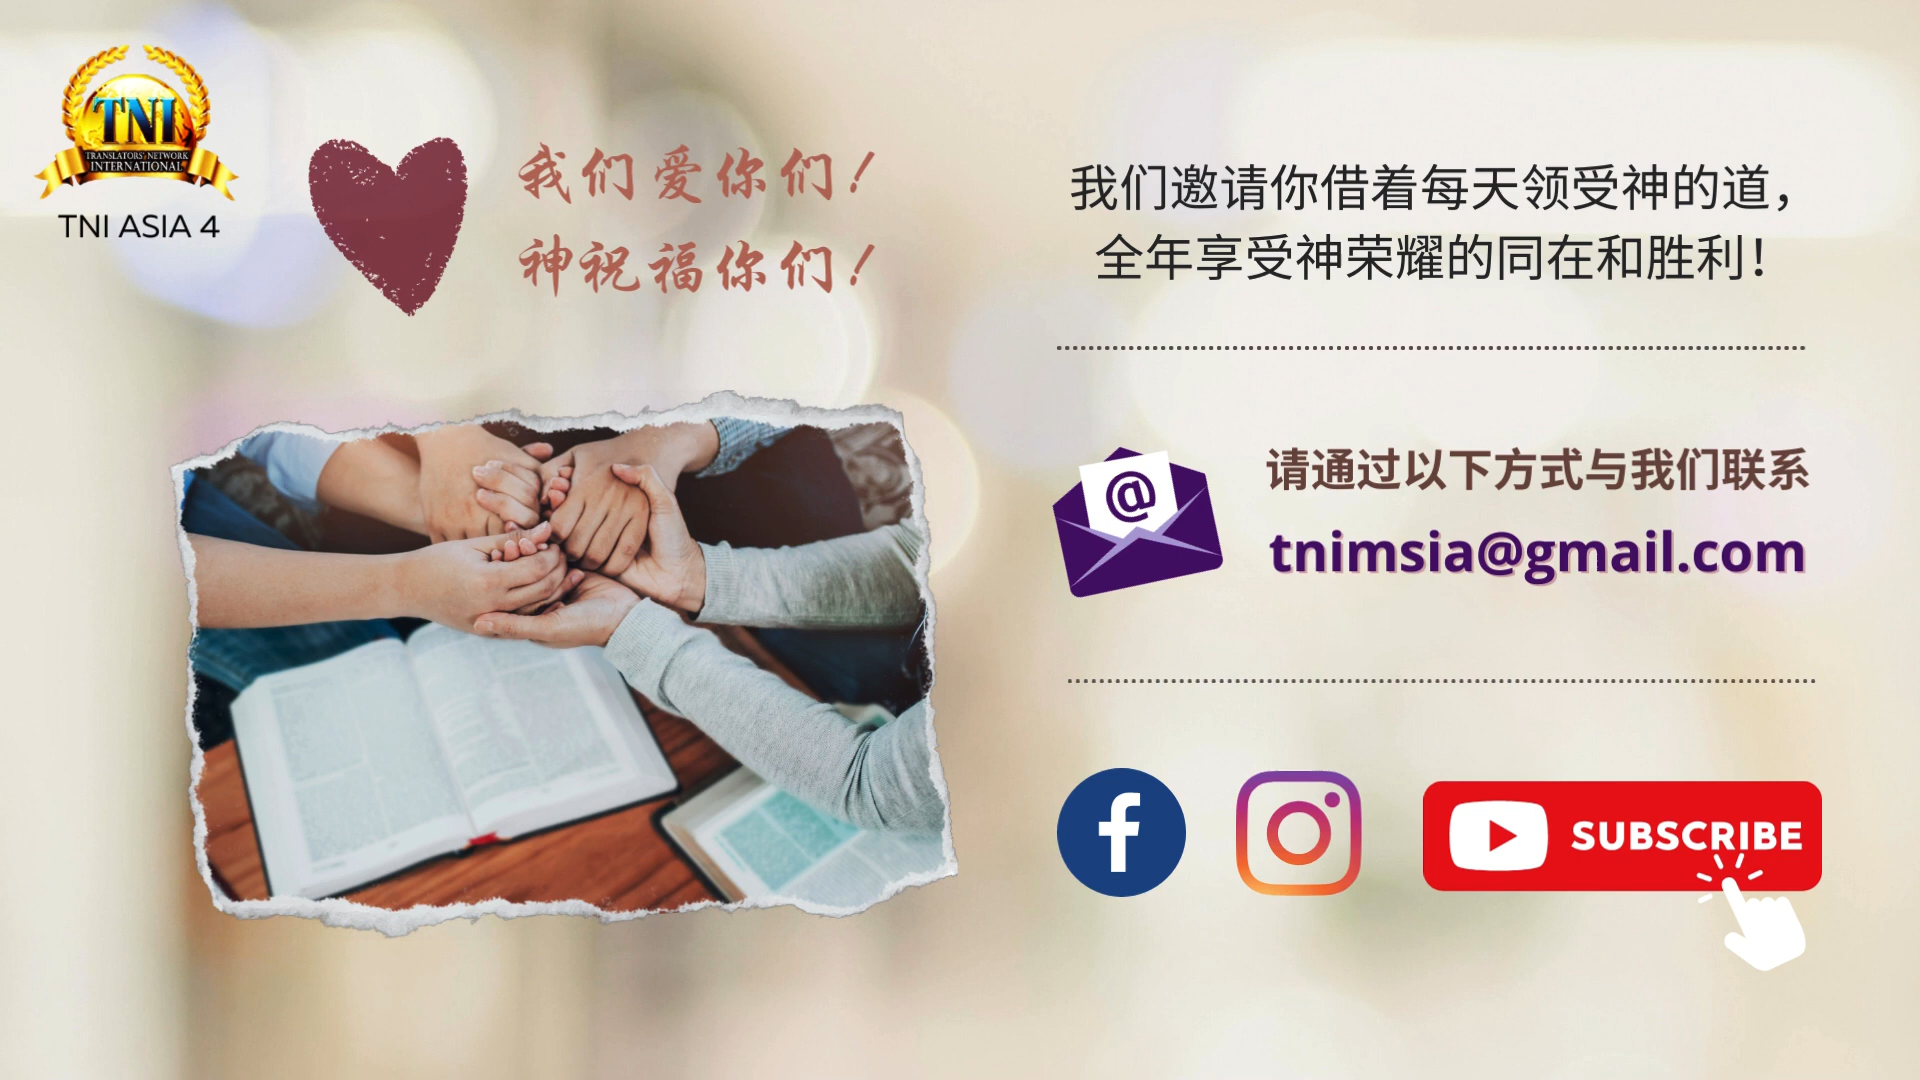 TNI
TRANSLATORS' NETWORK
INTERNATIONAL
TNI ASIA 4
我们爱你们！
神祝福你们！
我们邀请你借着每天领受神的道，
全年享受神荣耀的同在和胜利！
@
请通过以下方式与我们联系
tnimsia@gmail.com
f
SUBSCRIBE